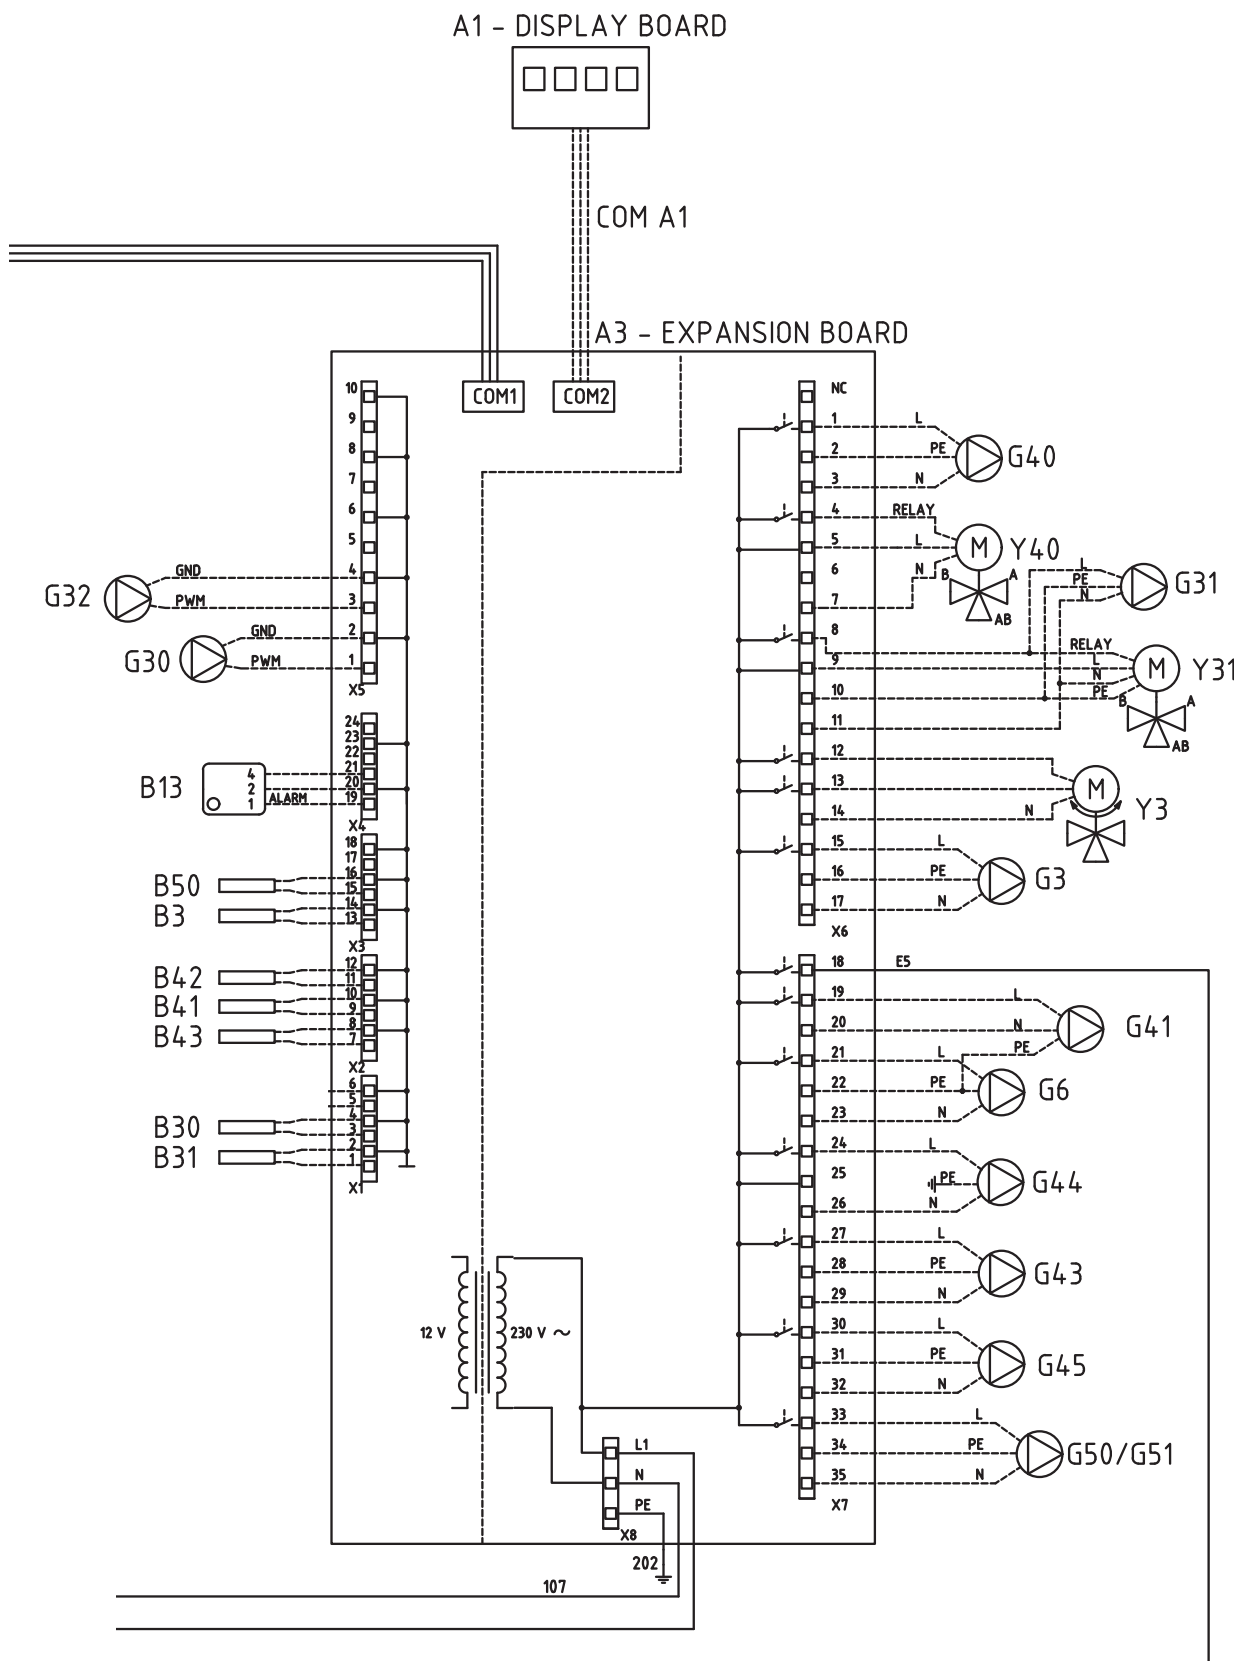 A1 - DISPLAY BOARD
COM A1
A3 - EXPANSION BOARD
COM1
COM2
10
9
8
7
6
5
4
3
2
1
X5
G32
GND
PWM
G30
GND
PWM
24
23
22
21
20
19
X4
B13
4
2
1
ALARM
18
17
16
15
14
13
X3
B50
B3
12
11
10
9
8
7
X2
B42
B41
B43
6
5
4
3
2
1
X1
B30
B31
NC
1 L
2 PE
3 N
G40
4 RELAY
5 L
6
7 N
M
Y40
B A
AB
L
PE
N
G31
8 RELAY
9 L
N
10 PE
11
M
Y31
B A
AB
12
13
14 N
M
Y3
15 L
16 PE
17 N
G3
X6
18 E5
19 L
20 N
PE
G41
21 L
22 PE
23 N
G6
24 L
25 PE
26 N
G44
27 L
28 PE
29 N
G43
30 L
31 PE
32 N
G45
33 L
34 PE
35 N
G50/G51
X7
12 V
230 V ~
L1
N
PE
X8
202
107